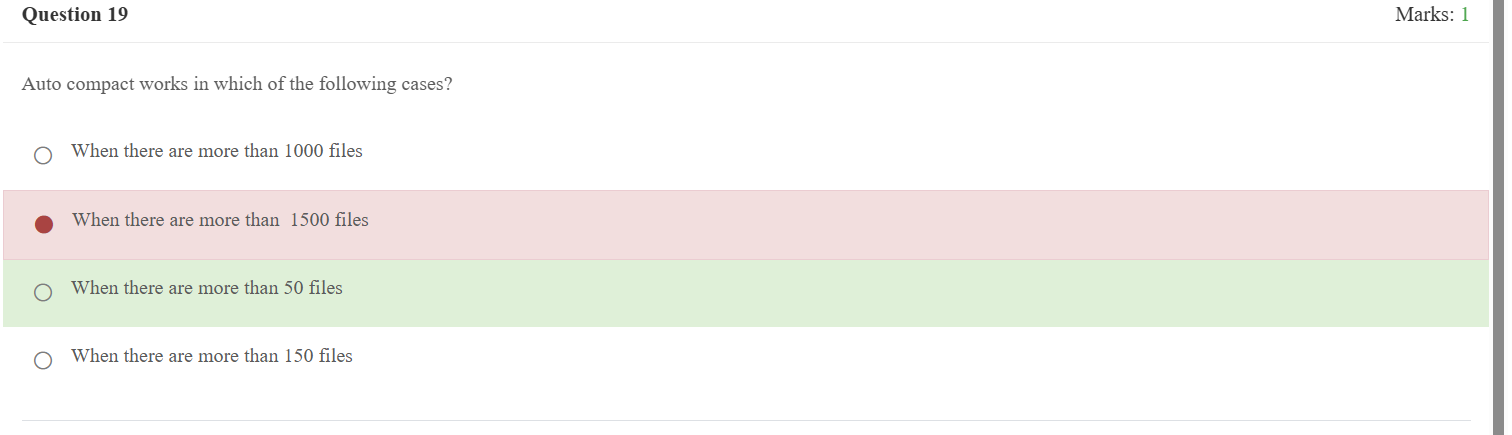 Question 19 Marks: 1
Auto compact works in which of the following cases?
When there are more than 1000 files
When there are more than 1500 files
When there are more than 50 files
When there are more than 150 files